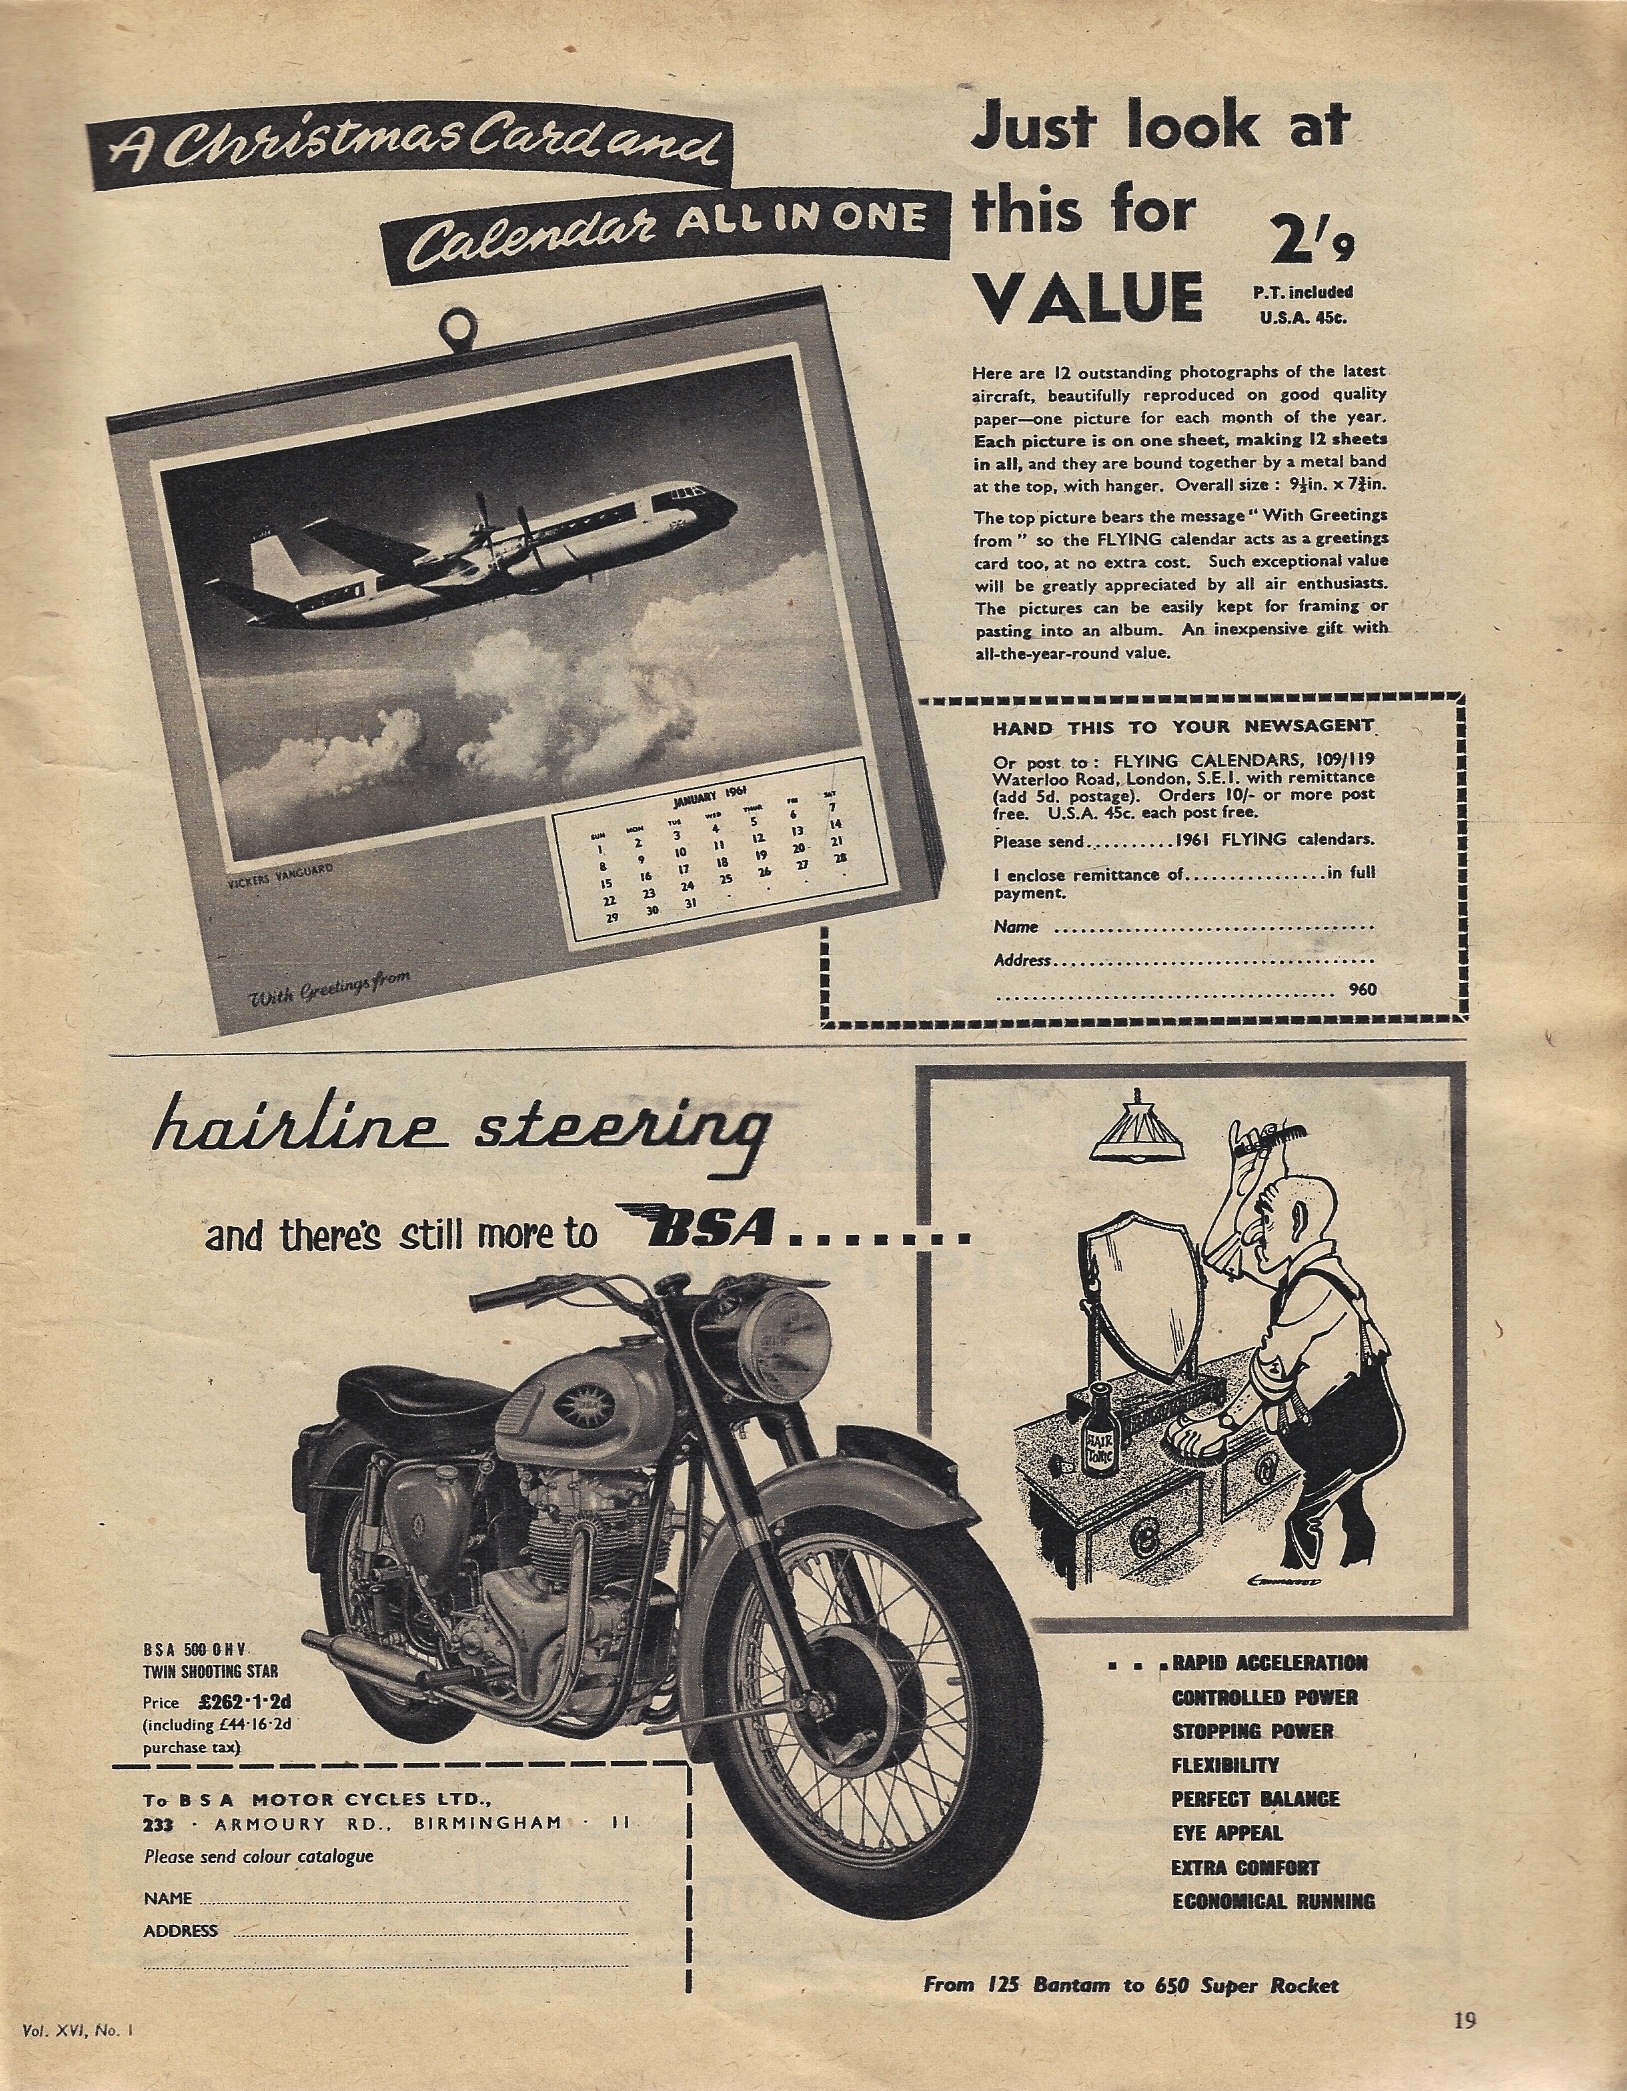 A Christmas Card and
Calendar ALL IN ONE
Just look at
this for
VALUE
2'9
P.T. included
U.S.A. 45c.
Here are 12 outstanding photographs of the latest
aircraft, beautifully reproduced on good quality
paper—one picture for each month of the year.
Each picture is on one sheet, making 12 sheets
in all, and they are bound together by a metal band
at the top, with hanger. Overall size : 9½in. x 7¾in.
The top picture bears the message " With Greetings
from " so the FLYING calendar acts as a greetings
card too, at no extra cost. Such exceptional value
will be greatly appreciated by all air enthusiasts.
The pictures can be easily kept for framing or
pasting into an album. An inexpensive gift with
all-the-year-round value.
VICKERS VANGUARD
JANUARY 1961
SUN MON TUE WED THUR FRI SAT
1 2 3 4 5 6 7
8 9 10 11 12 13 14
15 16 17 18 19 20 21
22 23 24 25 26 27 28
29 30 31
With Greetings from
HAND THIS TO YOUR NEWSAGENT
Or post to : FLYING CALENDARS, 109/119
Waterloo Road, London, S.E.1. with remittance
(add 5d. postage). Orders 10/- or more post
free. U.S.A. 45c. each post free.
Please send..........1961 FLYING calendars.
I enclose remittance of................in full
payment.
Name ....................................
Address....................................
...................................... 960
hairline steering
and there's still more to BSA.......
HAIR
TONIC
BSA 500 OHV
TWIN SHOOTING STAR
Price £262·1·2d
(including £44·16·2d
purchase tax)
To B S A MOTOR CYCLES LTD.,
233 · ARMOURY RD., BIRMINGHAM · 11
Please send colour catalogue
NAME
ADDRESS
...RAPID ACCELERATION
CONTROLLED POWER
STOPPING POWER
FLEXIBILITY
PERFECT BALANCE
EYE APPEAL
EXTRA COMFORT
ECONOMICAL RUNNING
From 125 Bantam to 650 Super Rocket
Vol. XVI, No. 1
19